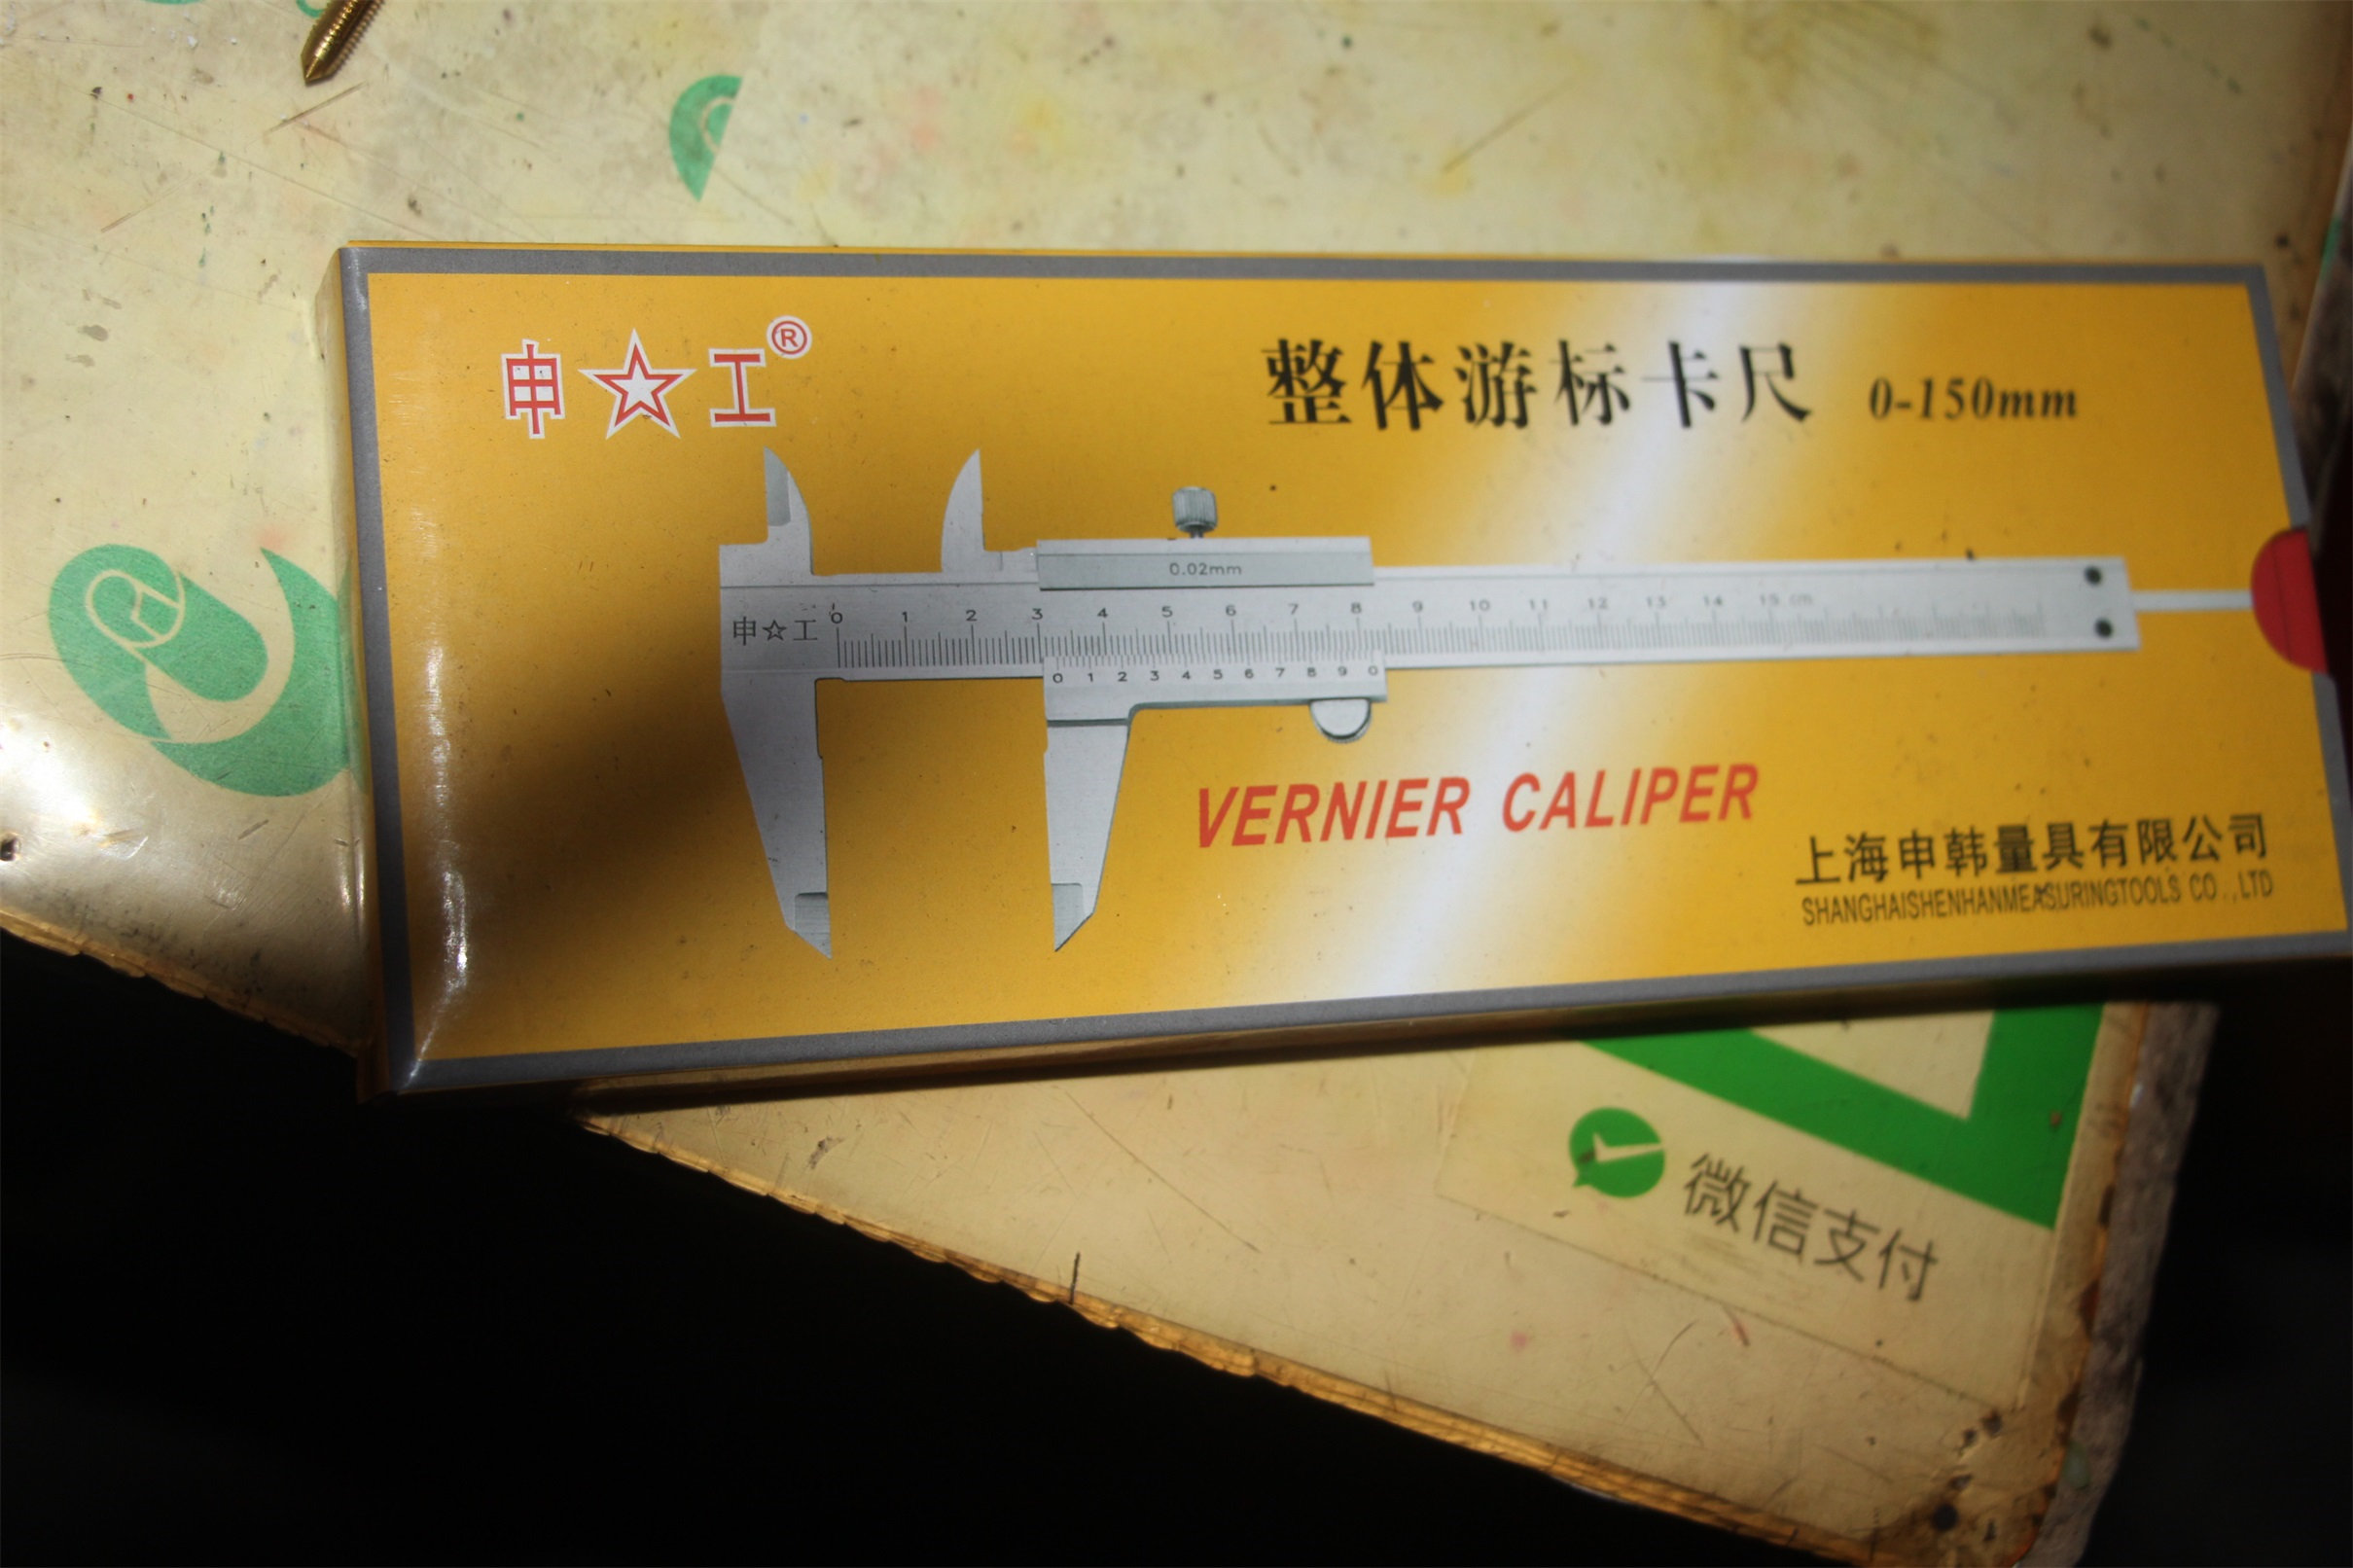 申☆工®
整体游标卡尺 0-150mm
0.02mm
申☆工
0 1 2 3 4 5 6 7 8 9 10 11 12 13 14 15 cm
0 1 2 3 4 5 6 7 8 9 0
VERNIER CALIPER
上海申韩量具有限公司
SHANGHAISHENHANMEASURINGTOOLS CO.,LTD
微信支付